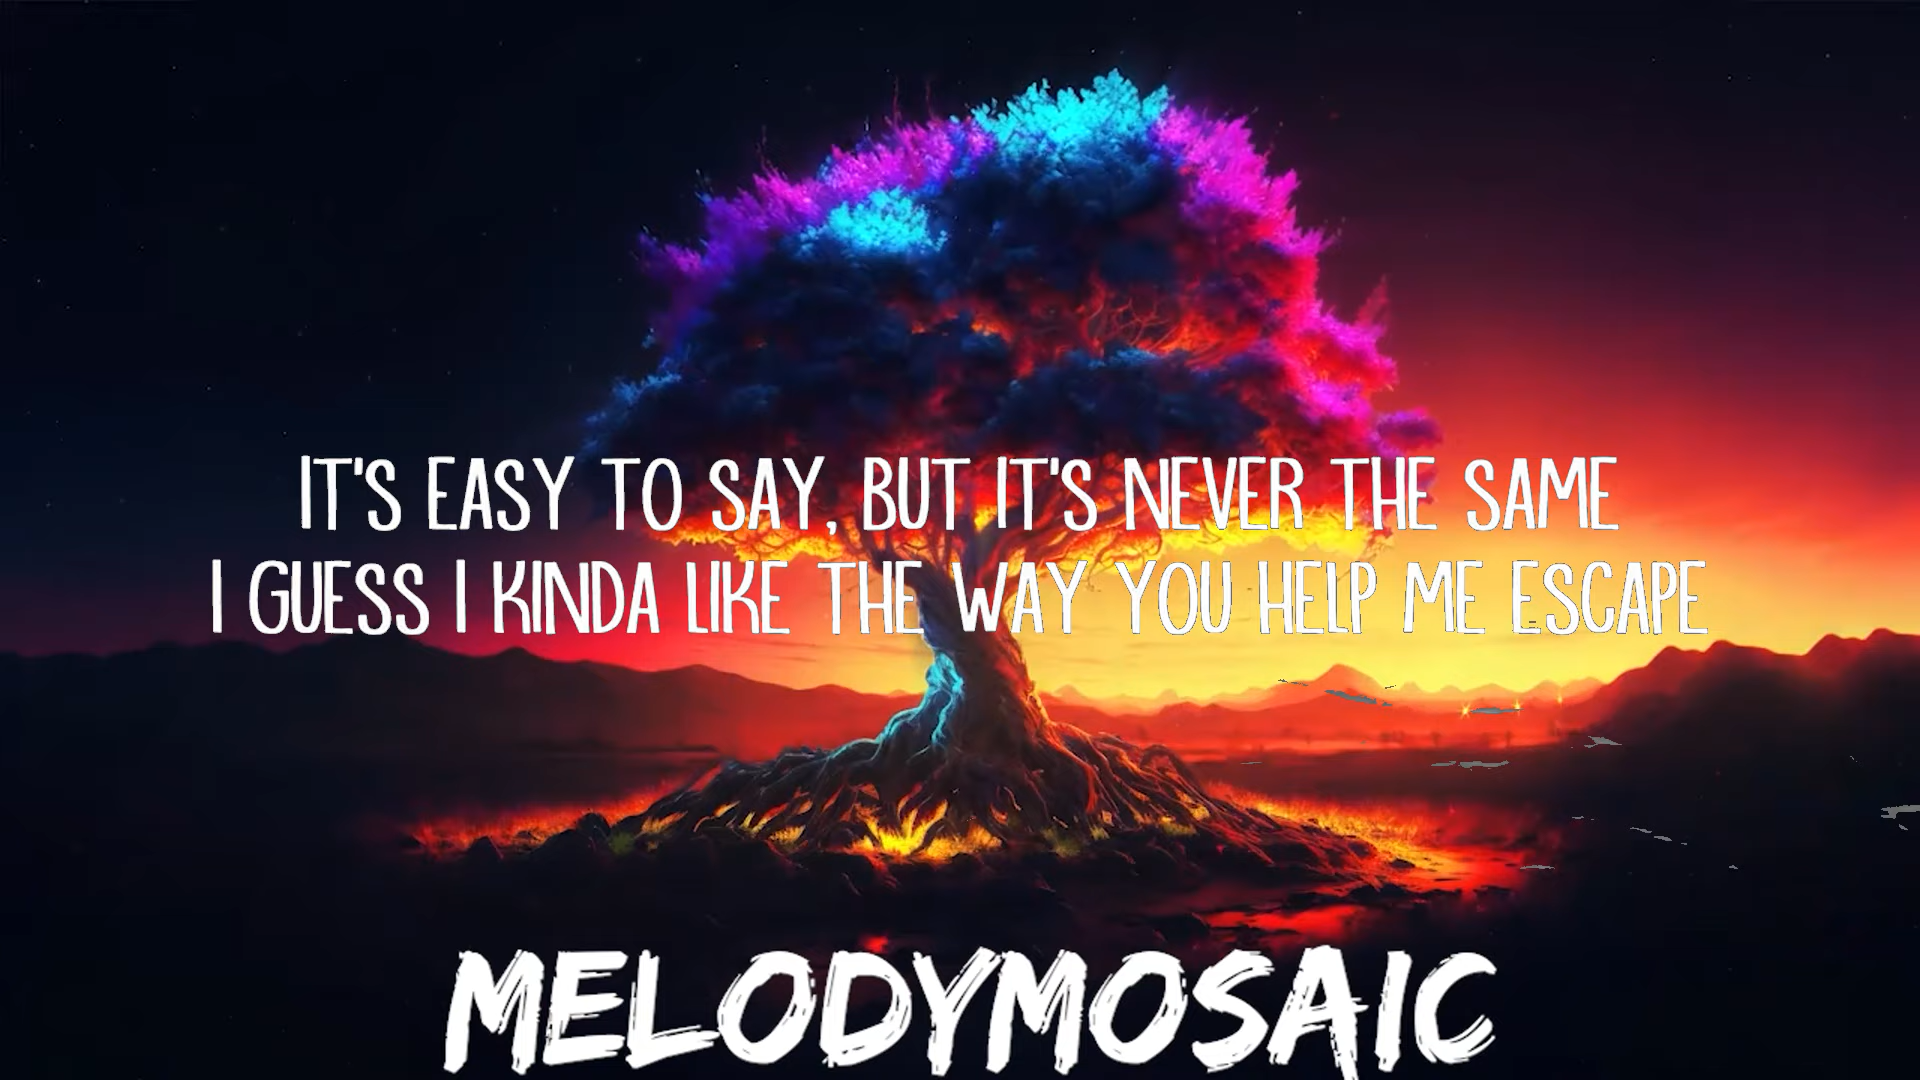 IT'S EASY TO SAY, BUT IT'S NEVER THE SAME
I GUESS I KINDA LIKE THE WAY YOU HELP ME ESCAPE
MELODYMOSAIC